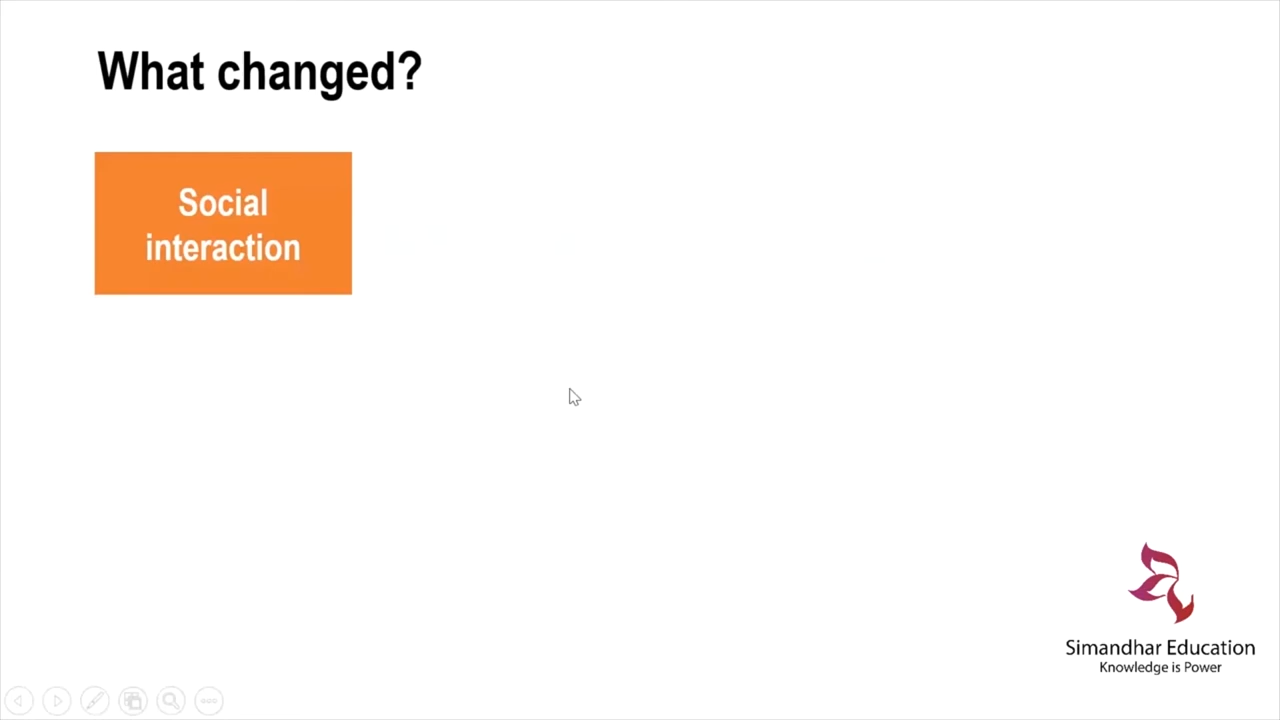 What changed?
Social
interaction
Simandhar Education
Knowledge is Power